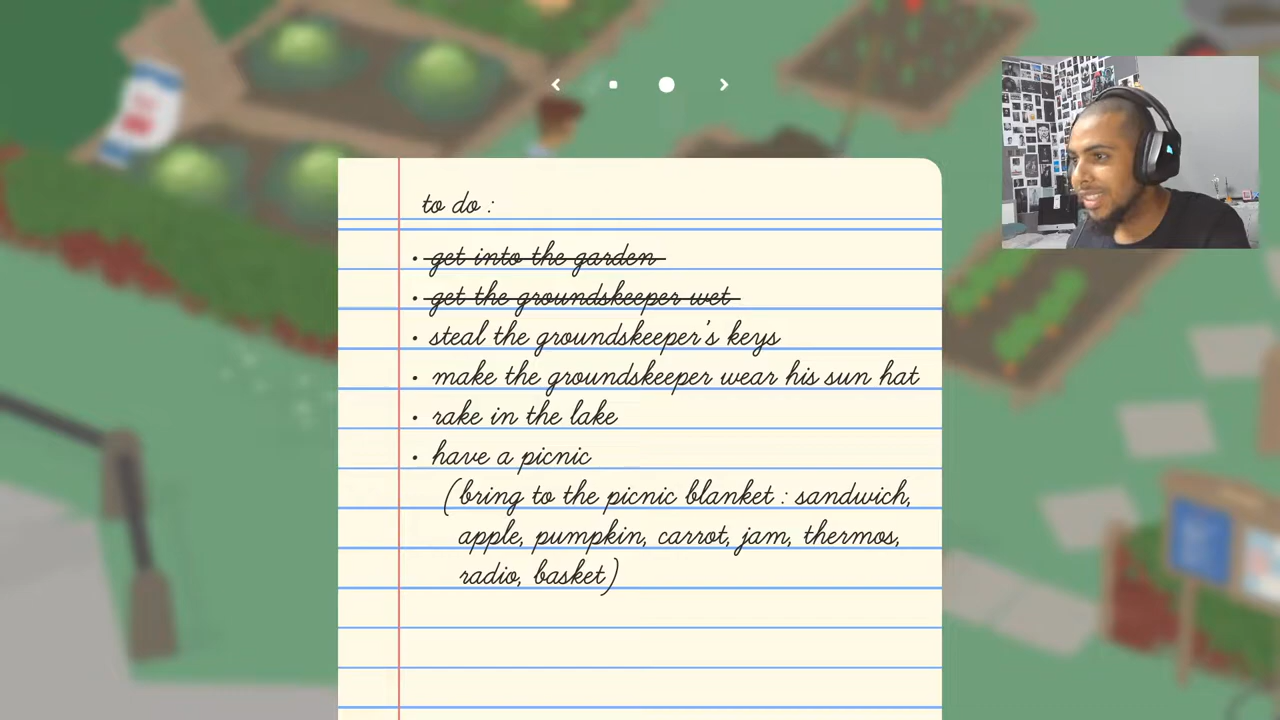 to do :
• get into the garden
• get the groundskeeper wet
• steal the groundskeeper's keys
• make the groundskeeper wear his sun hat
• rake in the lake
• have a picnic
(bring to the picnic blanket : sandwich,
apple, pumpkin, carrot, jam, thermos,
radio, basket)